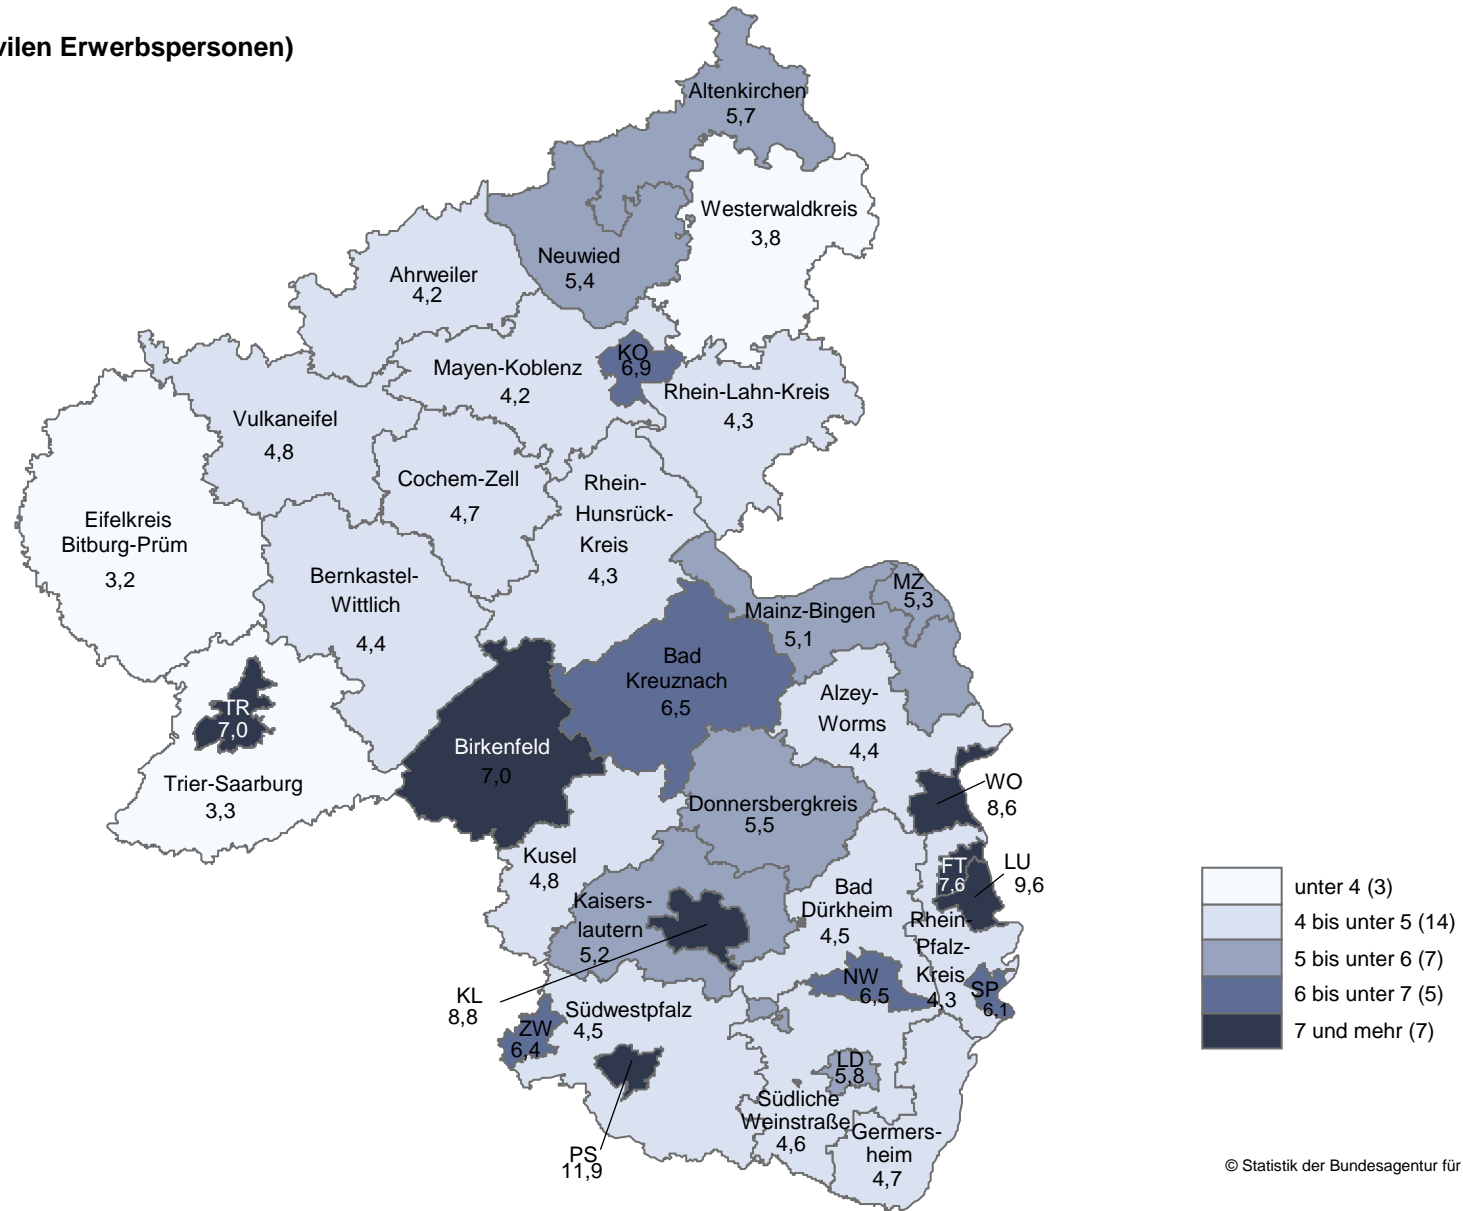 vilen Erwerbspersonen)
Altenkirchen
5,7
Westerwaldkreis
3,8
Neuwied
5,4
Ahrweiler
4,2
KO
6,9
Mayen-Koblenz
4,2
Rhein-Lahn-Kreis
4,3
Vulkaneifel
4,8
Cochem-Zell
4,7
Rhein-
Hunsrück-
Kreis
4,3
Eifelkreis
Bitburg-Prüm
3,2
Bernkastel-
Wittlich
4,4
MZ
5,3
Mainz-Bingen
5,1
Bad
Kreuznach
6,5
Alzey-
Worms
4,4
TR
7,0
Birkenfeld
7,0
Trier-Saarburg
3,3
WO
8,6
Donnersbergkreis
5,5
Kusel
4,8
FT
7,6
LU
9,6
Bad
Dürkheim
4,5
Kaisers-
lautern
5,2
Rhein-
Pfalz-
Kreis
4,3
NW
6,5
SP
6,1
KL
8,8
Südwestpfalz
4,5
ZW
6,4
LD
5,8
Südliche
Weinstraße
4,6
Germers-
heim
4,7
PS
11,9
unter 4 (3)
4 bis unter 5 (14)
5 bis unter 6 (7)
6 bis unter 7 (5)
7 und mehr (7)
© Statistik der Bundesagentur für